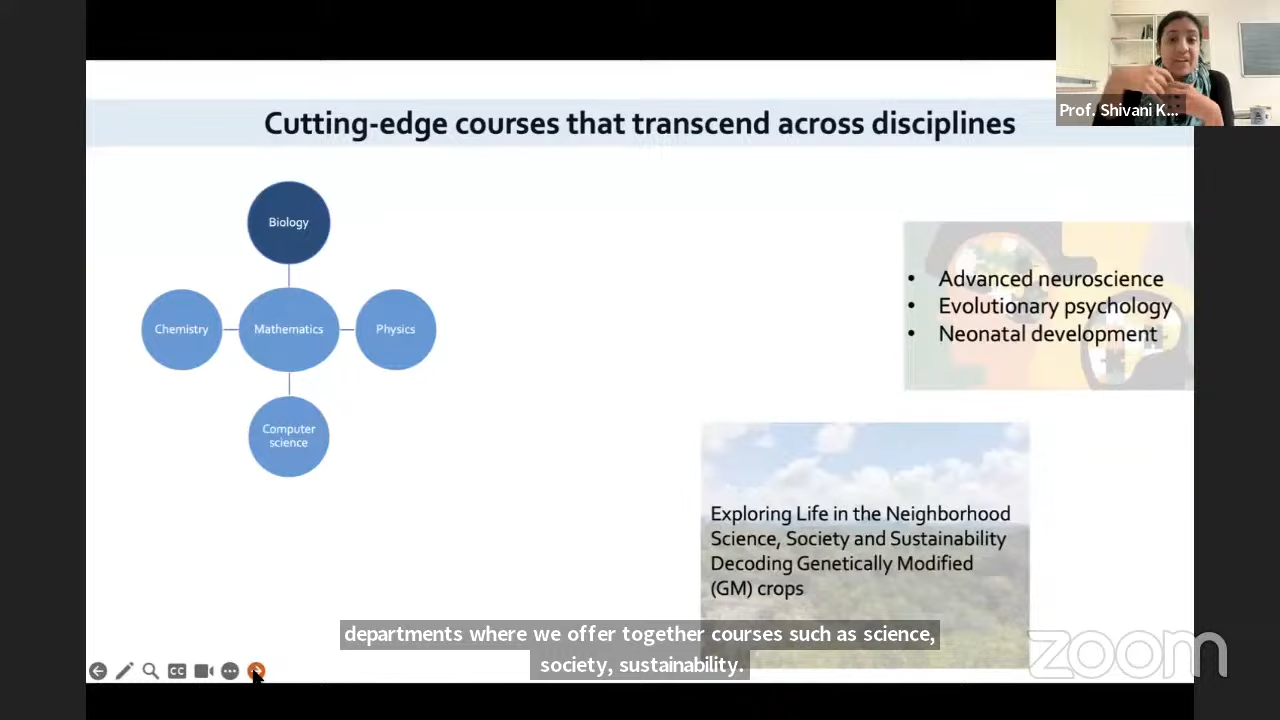 Prof. Shivani K...
Cutting-edge courses that transcend across disciplines
Biology
Chemistry
Mathematics
Physics
Computer
science
• Advanced neuroscience
• Evolutionary psychology
• Neonatal development
Exploring Life in the Neighborhood
Science, Society and Sustainability
Decoding Genetically Modified
(GM) crops
departments where we offer together courses such as science,
society, sustainability.
CC
zoom